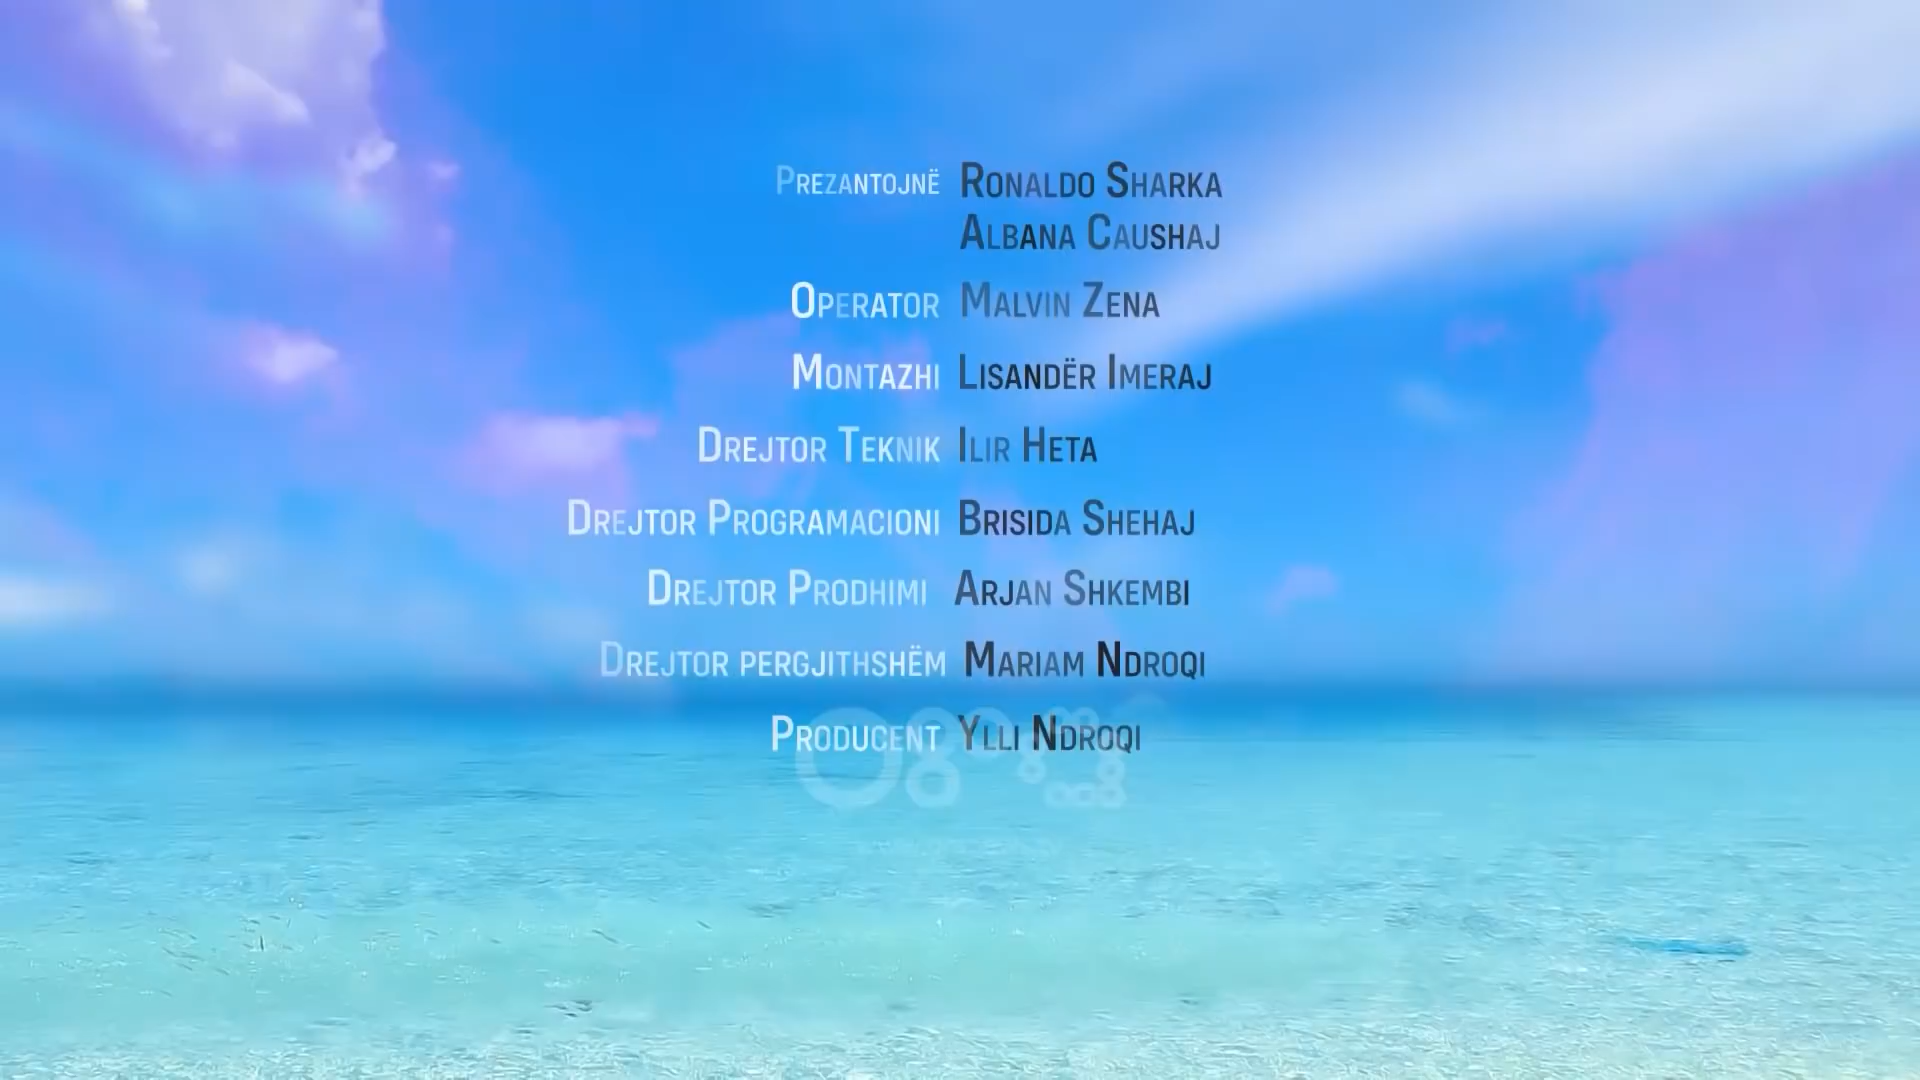 Prezantojnë Ronaldo Sharka
Albana Caushaj
Operator Malvin Zena
Montazhi Lisandër Imeraj
Drejtor Teknik Ilir Heta
Drejtor Programacioni Brisida Shehaj
Drejtor Prodhimi Arjan Shkembi
Drejtor pergjithshëm Mariam Ndroqi
Producent Ylli Ndroqi